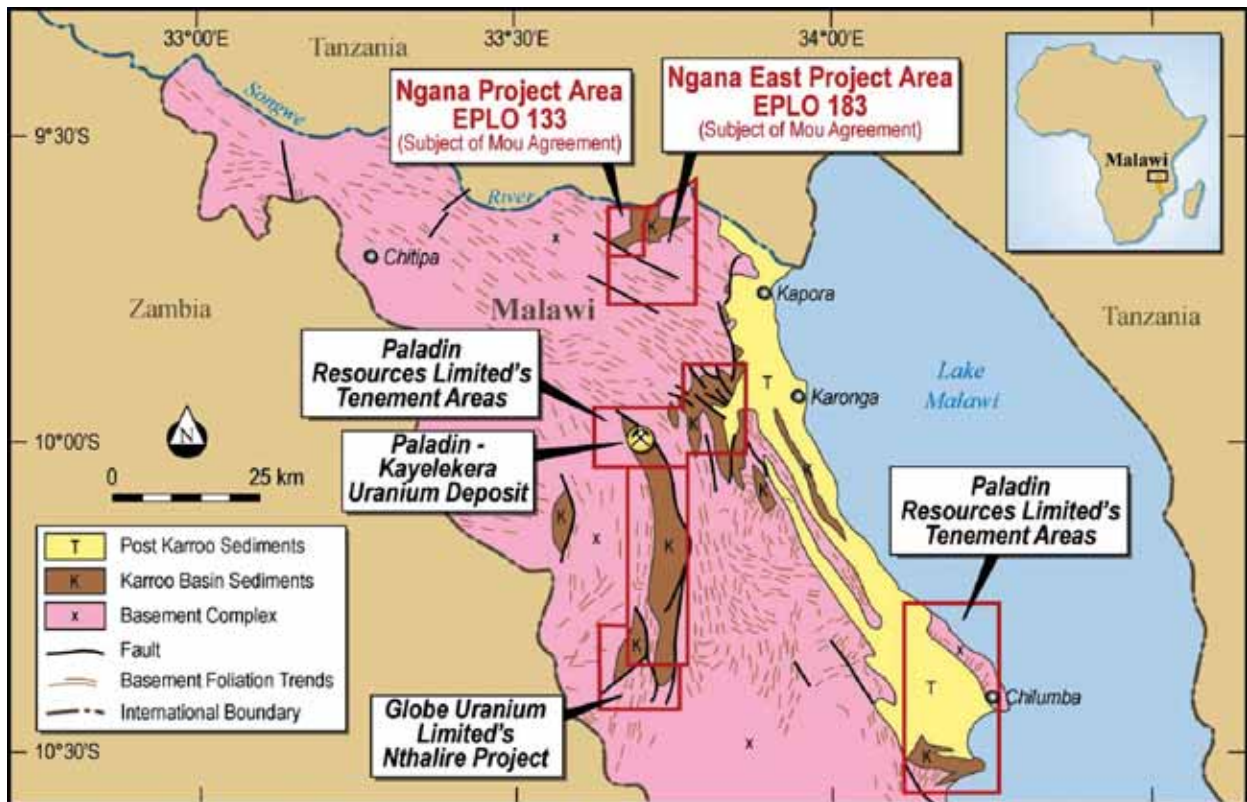 33°00'E
33°30'E
34°00'E
Tanzania
Ngana Project Area
EPLO 133
(Subject of Mou Agreement)
Ngana East Project Area
EPLO 183
(Subject of Mou Agreement)
Malawi
Songwe
River
9°30'S
K
x
Chitipa
Kapora
Zambia
Malawi
Tanzania
Paladin
Resources Limited's
Tenement Areas
T
Karonga
Lake
Malawi
10°00'S
N
0
25 km
Paladin -
Kayelekera
Uranium Deposit
K
K
K
K
x
K
Paladin
Resources Limited's
Tenement Areas
T Post Karroo Sediments
K Karroo Basin Sediments
x Basement Complex
Fault
Basement Foliation Trends
International Boundary
K
x
T
Chilumba
Globe Uranium
Limited's
Nthalire Project
x
K
10°30'S